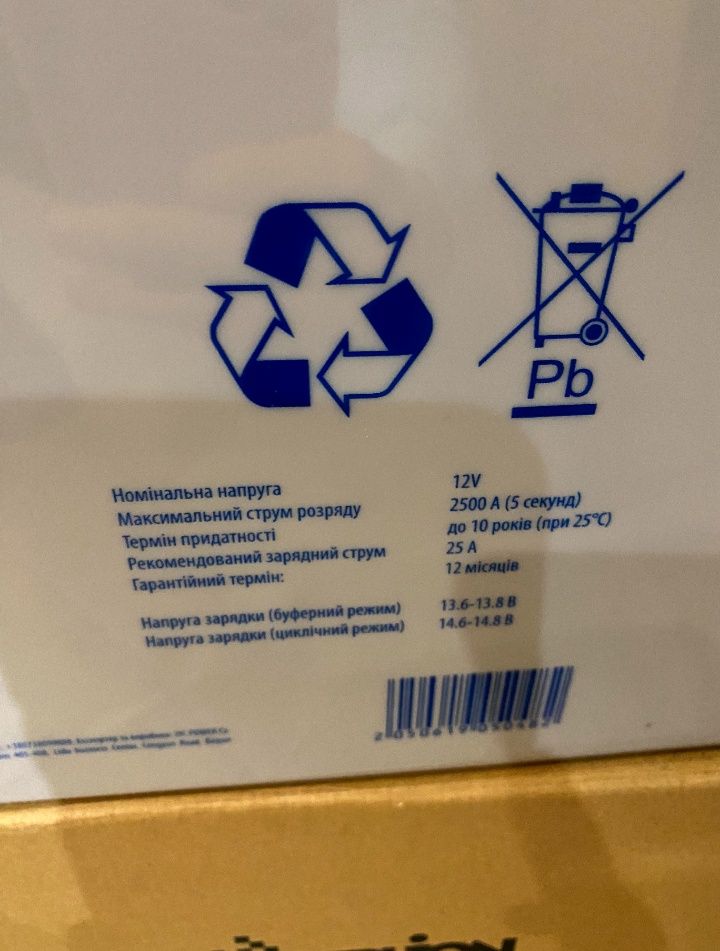 Pb
Номінальна напруга 12V
Максимальний струм розряду 2500 А (5 секунд)
Термін придатності до 10 років (при 25°С)
Рекомендований зарядний струм 25 А
Гарантійний термін: 12 місяців
Напруга зарядки (буферний режим) 13.6-13.8 В
Напруга зарядки (циклічний режим) 14.6-14.8 В